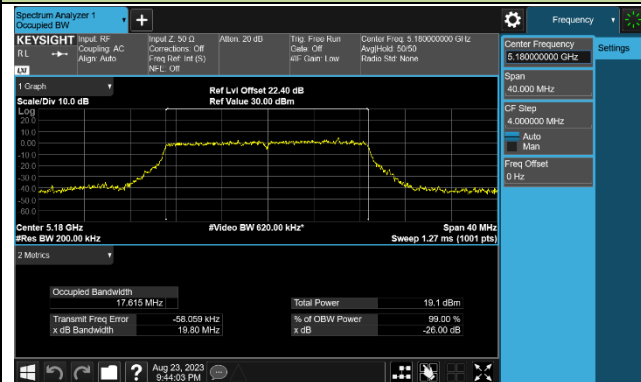 Spectrum Analyzer 1
Occupied BW
Frequency
KEYSIGHT
RL
LXI
Input: RF
Coupling: AC
Align: Auto
Input Z: 50 Ω
Corrections: Off
Freq Ref: Int (S)
NFE: Off
Atten: 20 dB
Trig: Free Run
Gate: Off
#IF Gain: Low
Center Freq: 5.180000000 GHz
Avg|Hold: 50/50
Radio Std: None
1 Graph
Scale/Div 10.0 dB
Ref Lvl Offset 22.40 dB
Ref Value 30.00 dBm
Log
20.0
10.0
0.00
-10.0
-20.0
-30.0
-40.0
-50.0
-60.0
Center 5.18 GHz
#Res BW 200.00 kHz
#Video BW 620.00 kHz*
Span 40 MHz
Sweep 1.27 ms (1001 pts)
2 Metrics
Occupied Bandwidth
17.615 MHz
Transmit Freq Error -58.059 kHz
x dB Bandwidth 19.80 MHz
Total Power 19.1 dBm
% of OBW Power 99.00 %
x dB -26.00 dB
Aug 23, 2023
9:44:03 PM
Center Frequency
5.180000000 GHz
Span
40.000 MHz
CF Step
4.000000 MHz
Auto
Man
Freq Offset
0 Hz
Settings